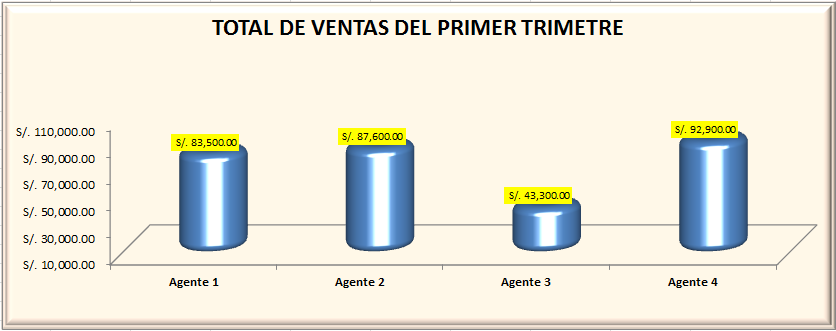 TOTAL DE VENTAS DEL PRIMER TRIMETRE
S/. 110,000.00
S/. 90,000.00
S/. 70,000.00
S/. 50,000.00
S/. 30,000.00
S/. 10,000.00
S/. 83,500.00
S/. 87,600.00
S/. 43,300.00
S/. 92,900.00
Agente 1
Agente 2
Agente 3
Agente 4